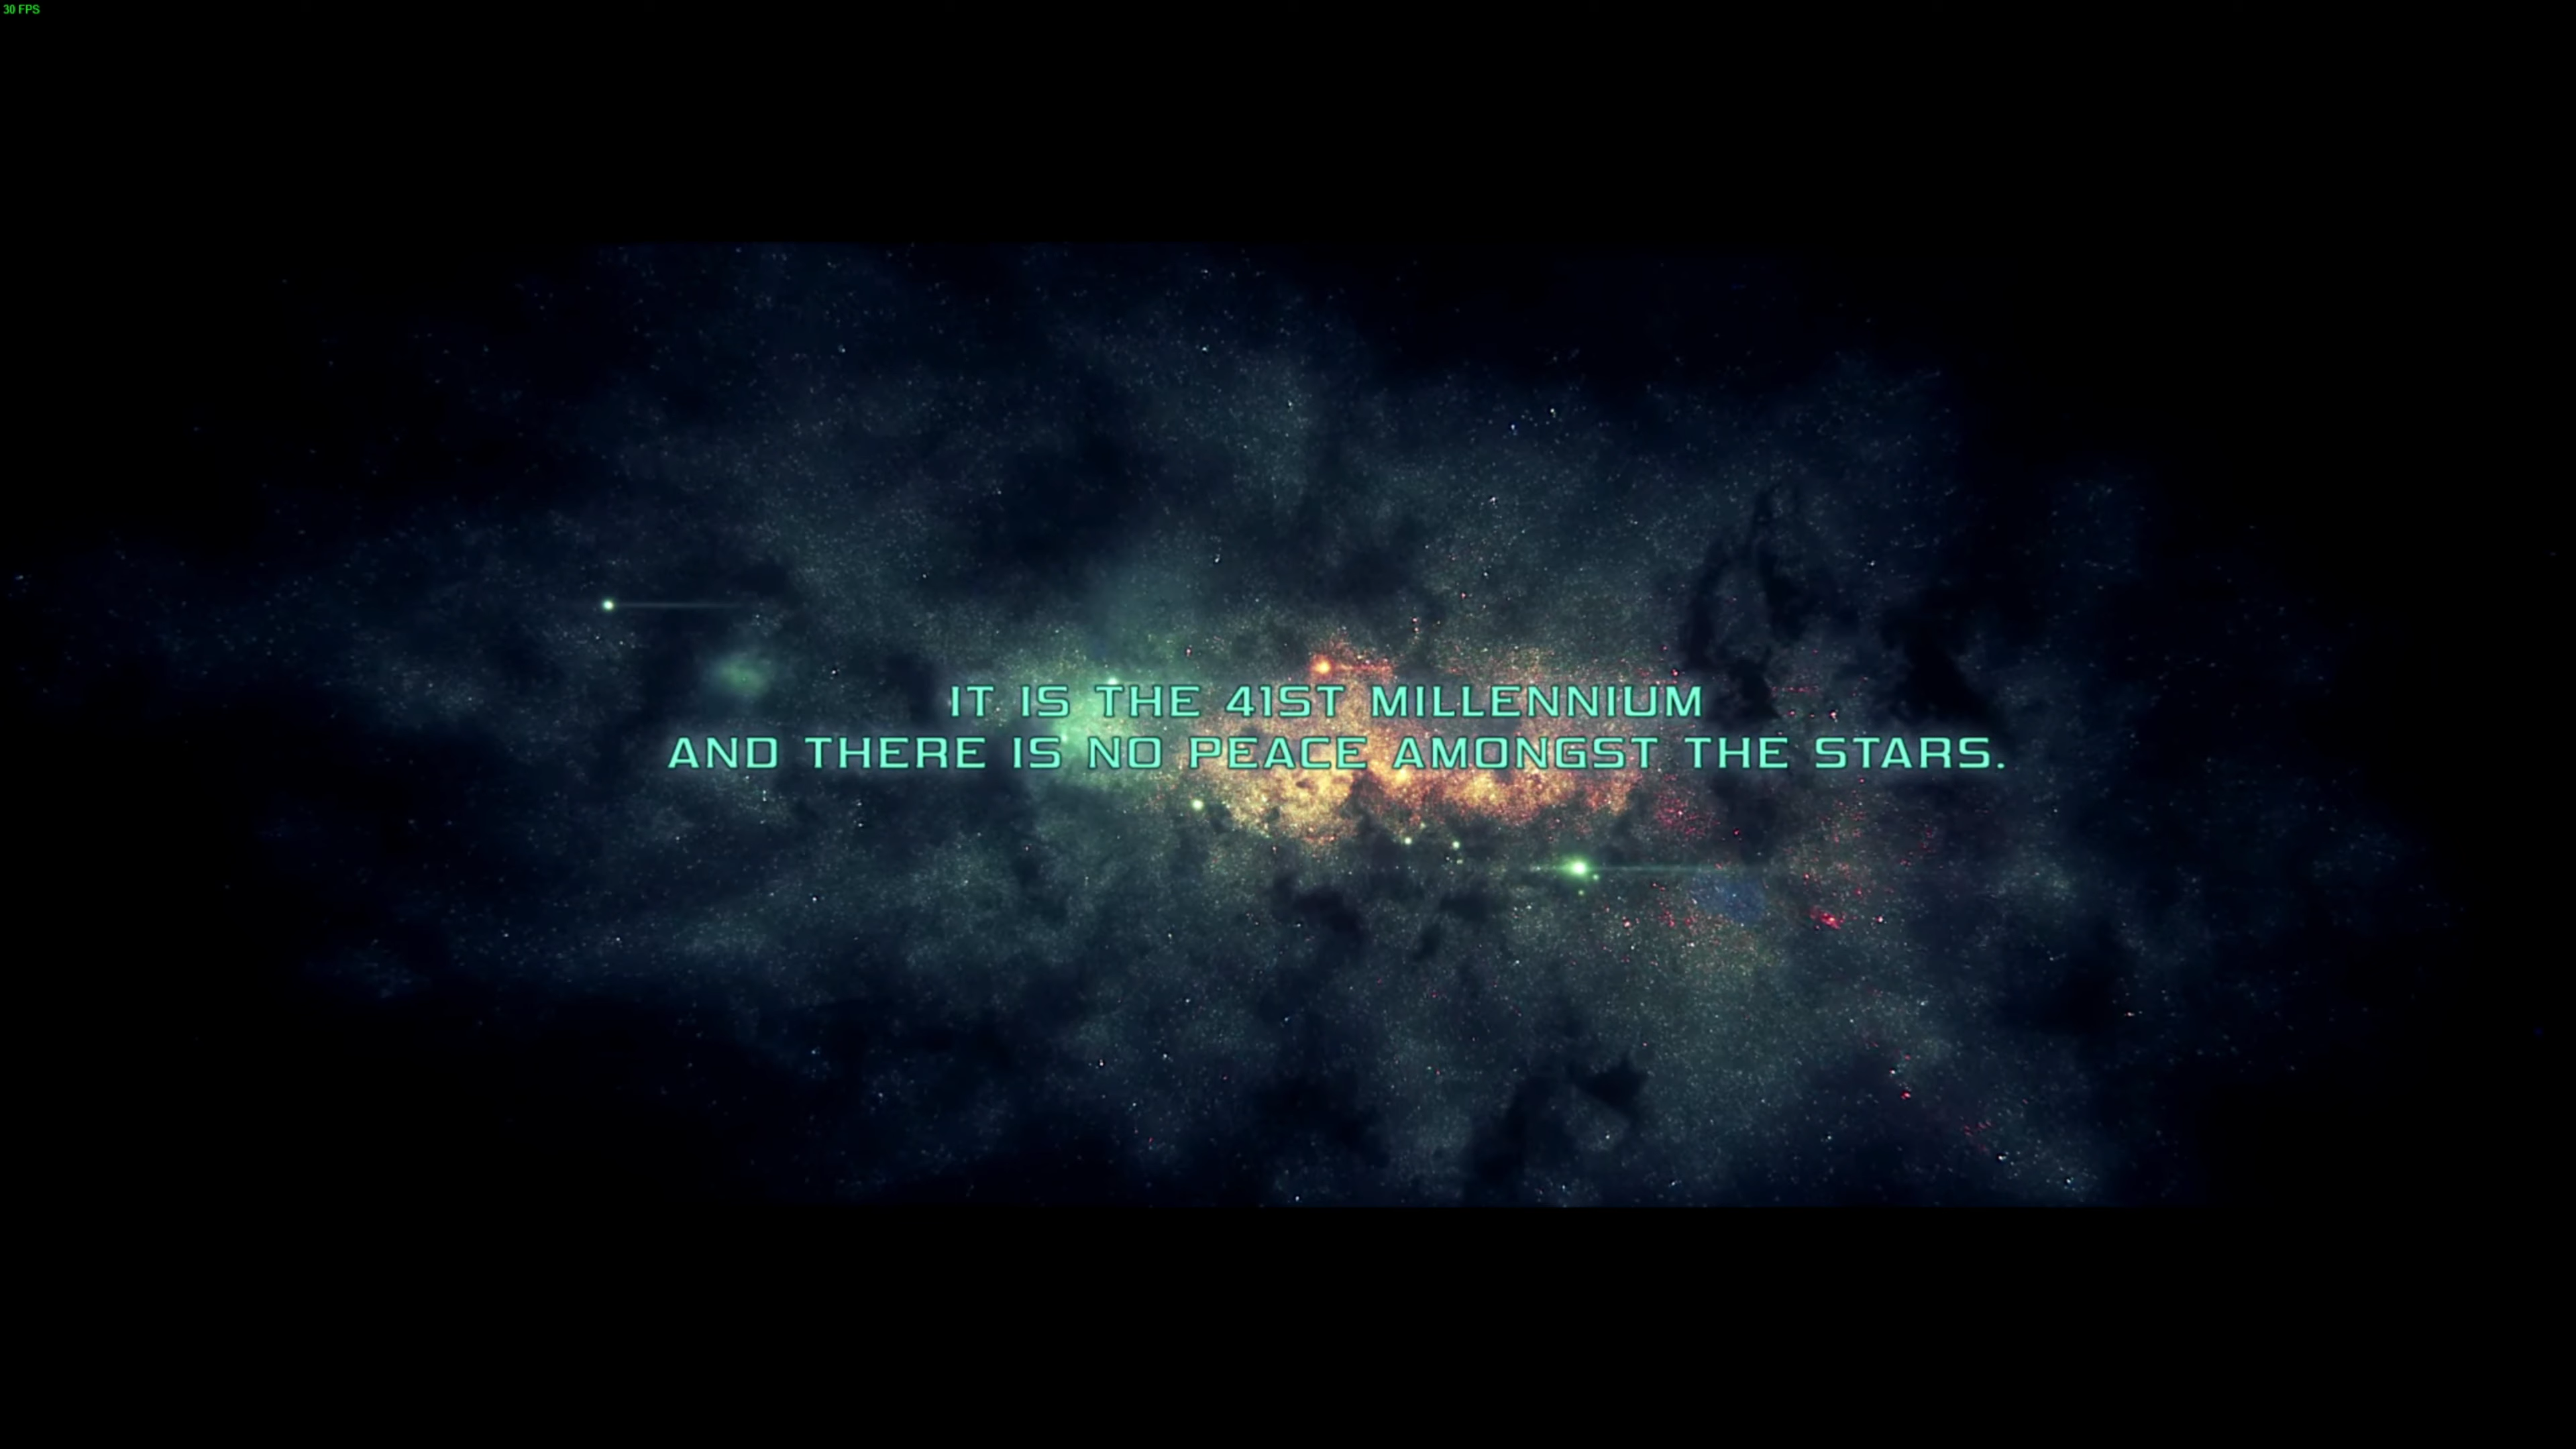 30 FPS
IT IS THE 41ST MILLENNIUM
AND THERE IS NO PEACE AMONGST THE STARS.